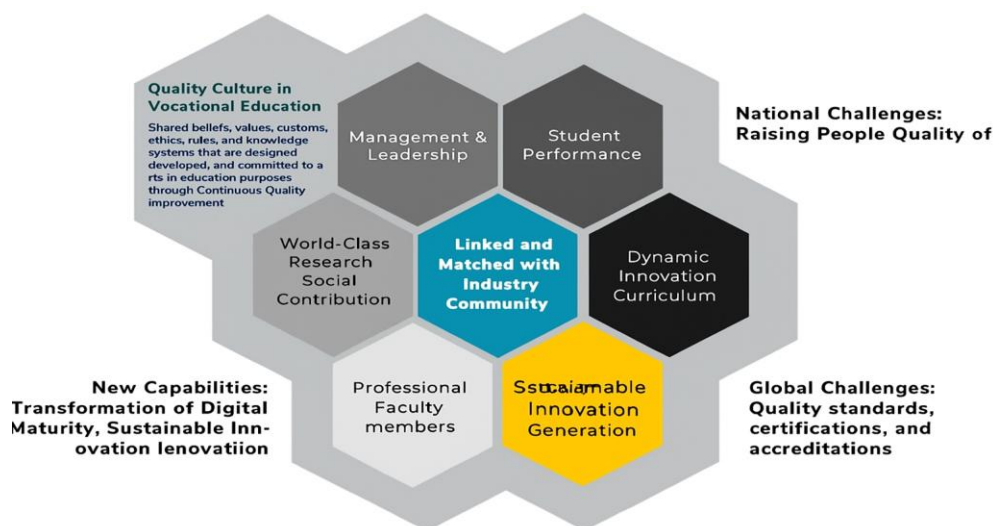 Quality Culture in
Vocational Education
Shared beliefs, values, customs,
ethics, rules, and knowledge
systems that are designed
developed, and committed to a
rts in education purposes
through Continuous Quality
improvement
Management &
Leadership
Student
Performance
National Challenges:
Raising People Quality of
World-Class
Research
Social
Contribution
Linked and
Matched with
Industry
Community
Dynamic
Innovation
Curriculum
New Capabilities:
Transformation of Digital
Maturity, Sustainable Inn-
ovation Ienovatiion
Professional
Faculty
members
Innovation
Generation
Global Challenges:
Quality standards,
certifications, and
accreditations